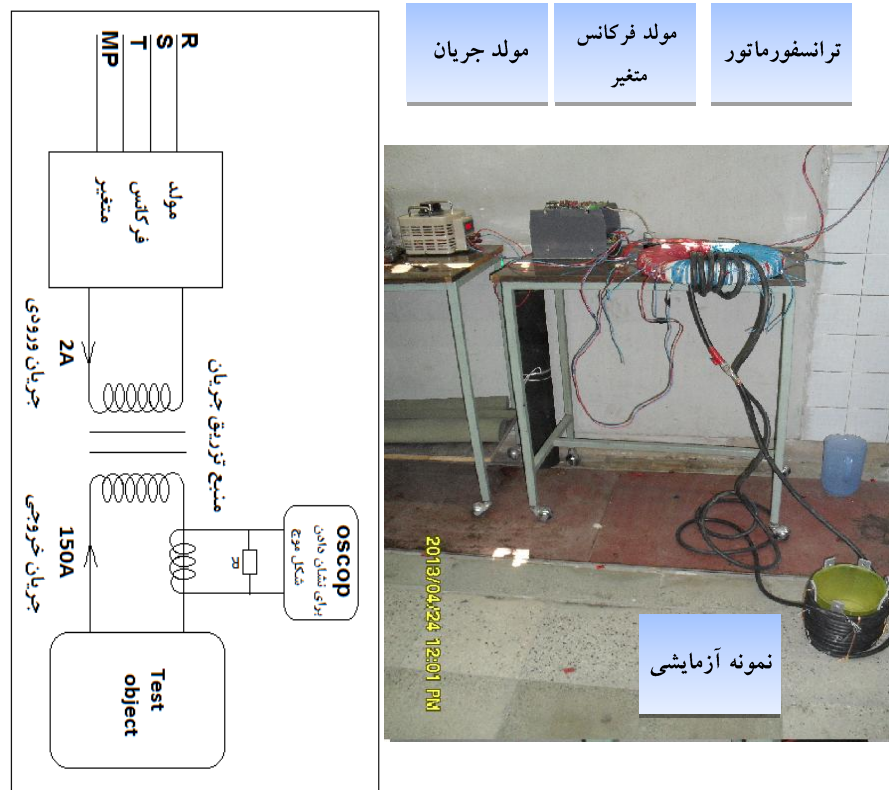 R
S
T
MP
مولد
فرکانس
متغیر
2A
جریان ورودی
منبع تزریق جریان
150A
جریان خروجی
oscop
برای نشان دادن
شکل موج
Test
object
مولد جریان
مولد فرکانس
متغیر
ترانسفورماتور
2013/04/24 12:01 PM
نمونه آزمایشی